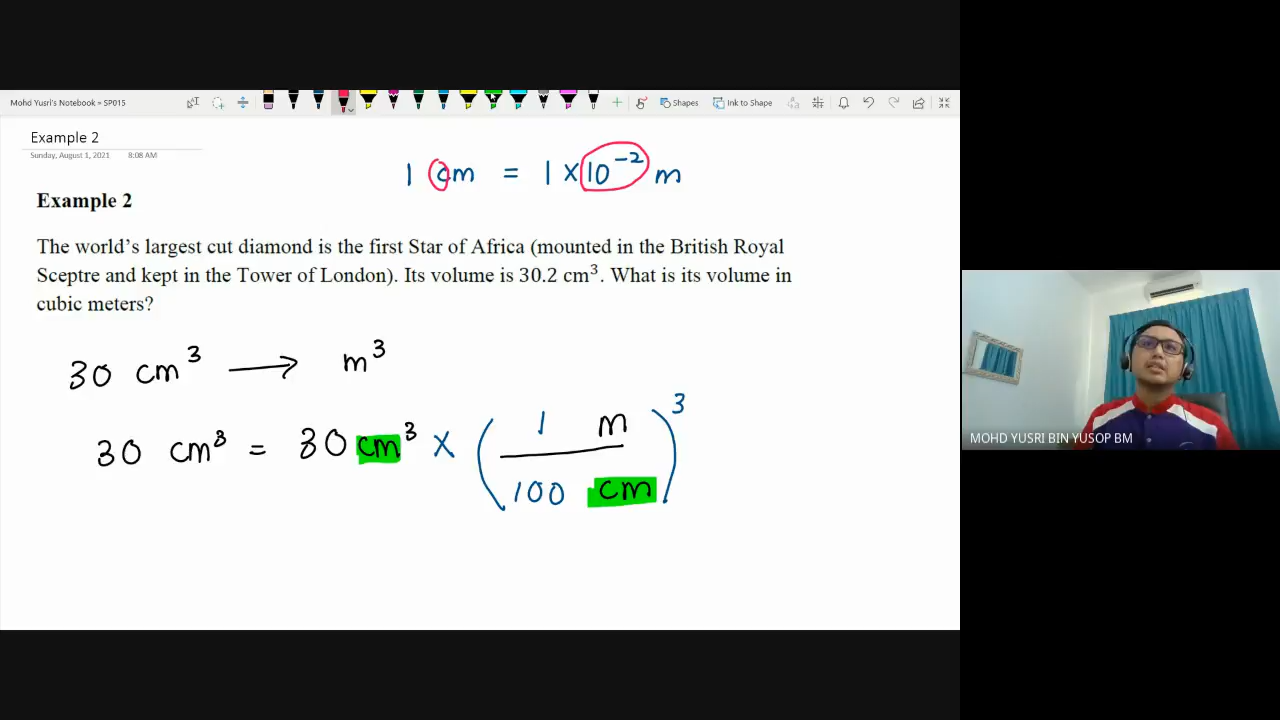 Mohd Yusri's Notebook = SP015
Shapes
Ink to Shape
Example 2
Sunday, August 1, 2021 8:08 AM
1 cm = 1 × 10⁻² m
Example 2
The world's largest cut diamond is the first Star of Africa (mounted in the British Royal
Sceptre and kept in the Tower of London). Its volume is 30.2 cm³. What is its volume in
cubic meters?
30 cm³ → m³
30 cm³ = 30 cm³ × ( 1 m / 100 cm )³
MOHD YUSRI BIN YUSOP BM